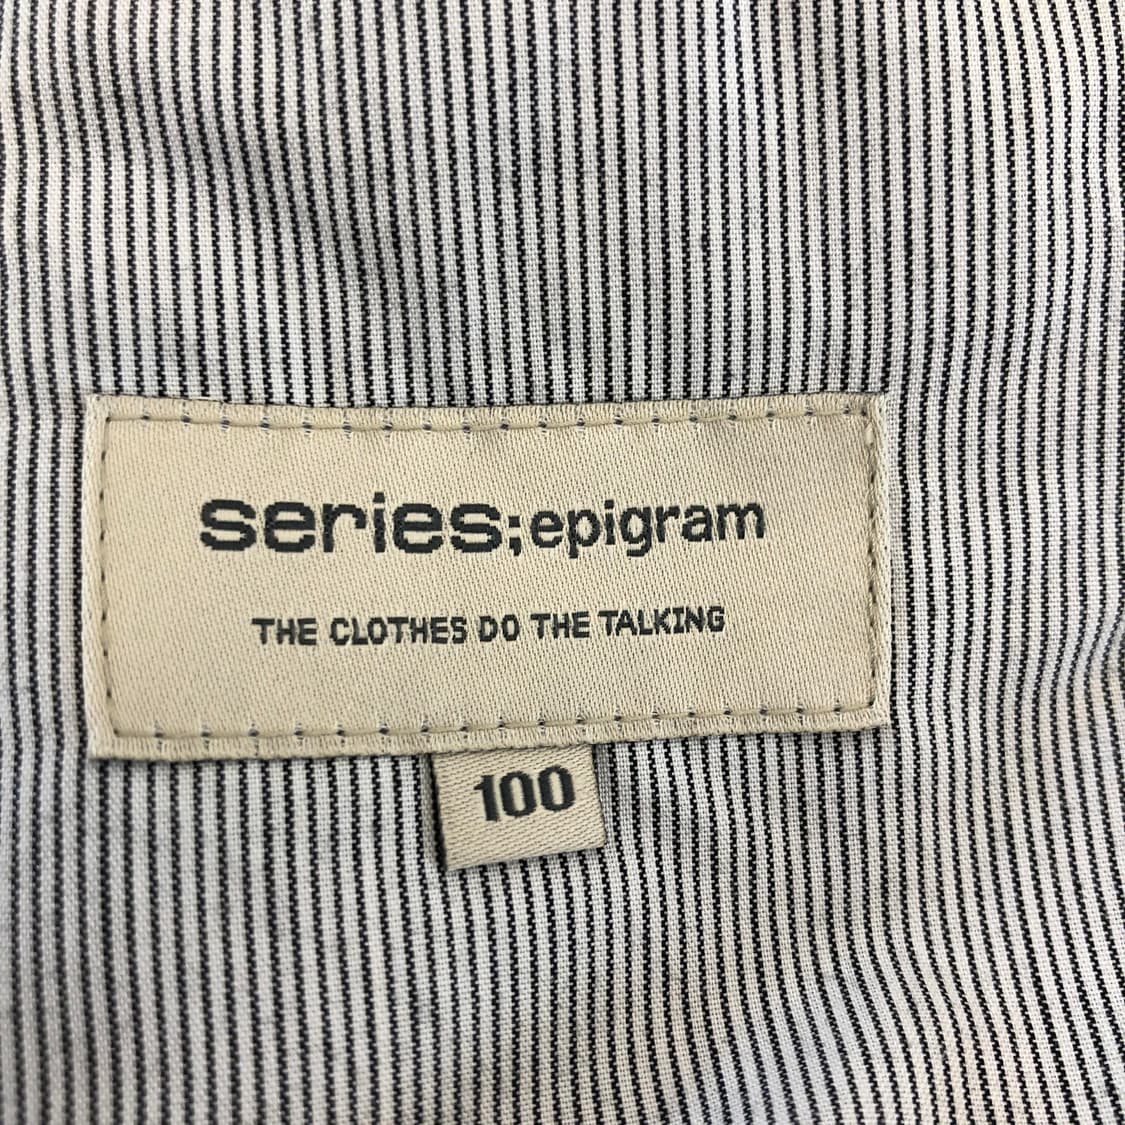 series;epigram
THE CLOTHES DO THE TALKING
100